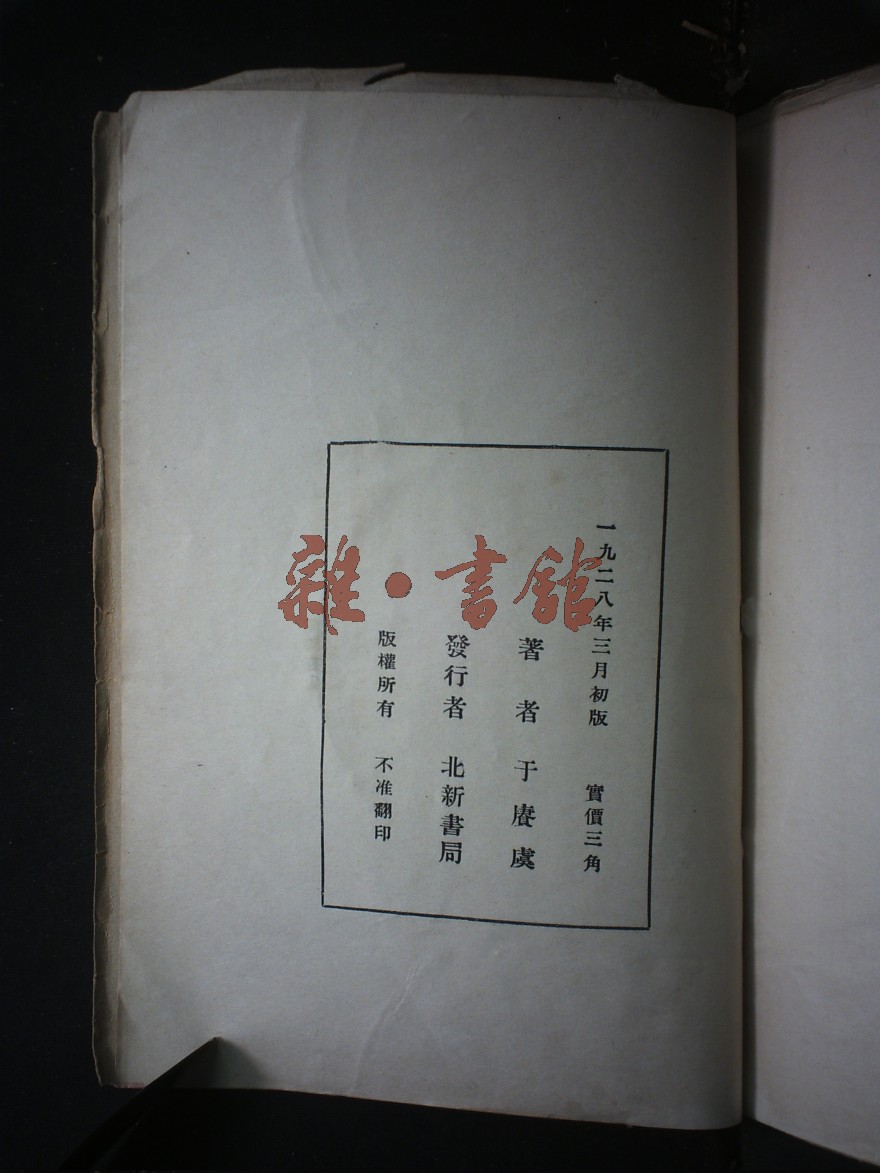 一九二八年三月初版 實價三角
著者 于賡虞
發行者 北新書局
版權所有 不准翻印
雜·書館